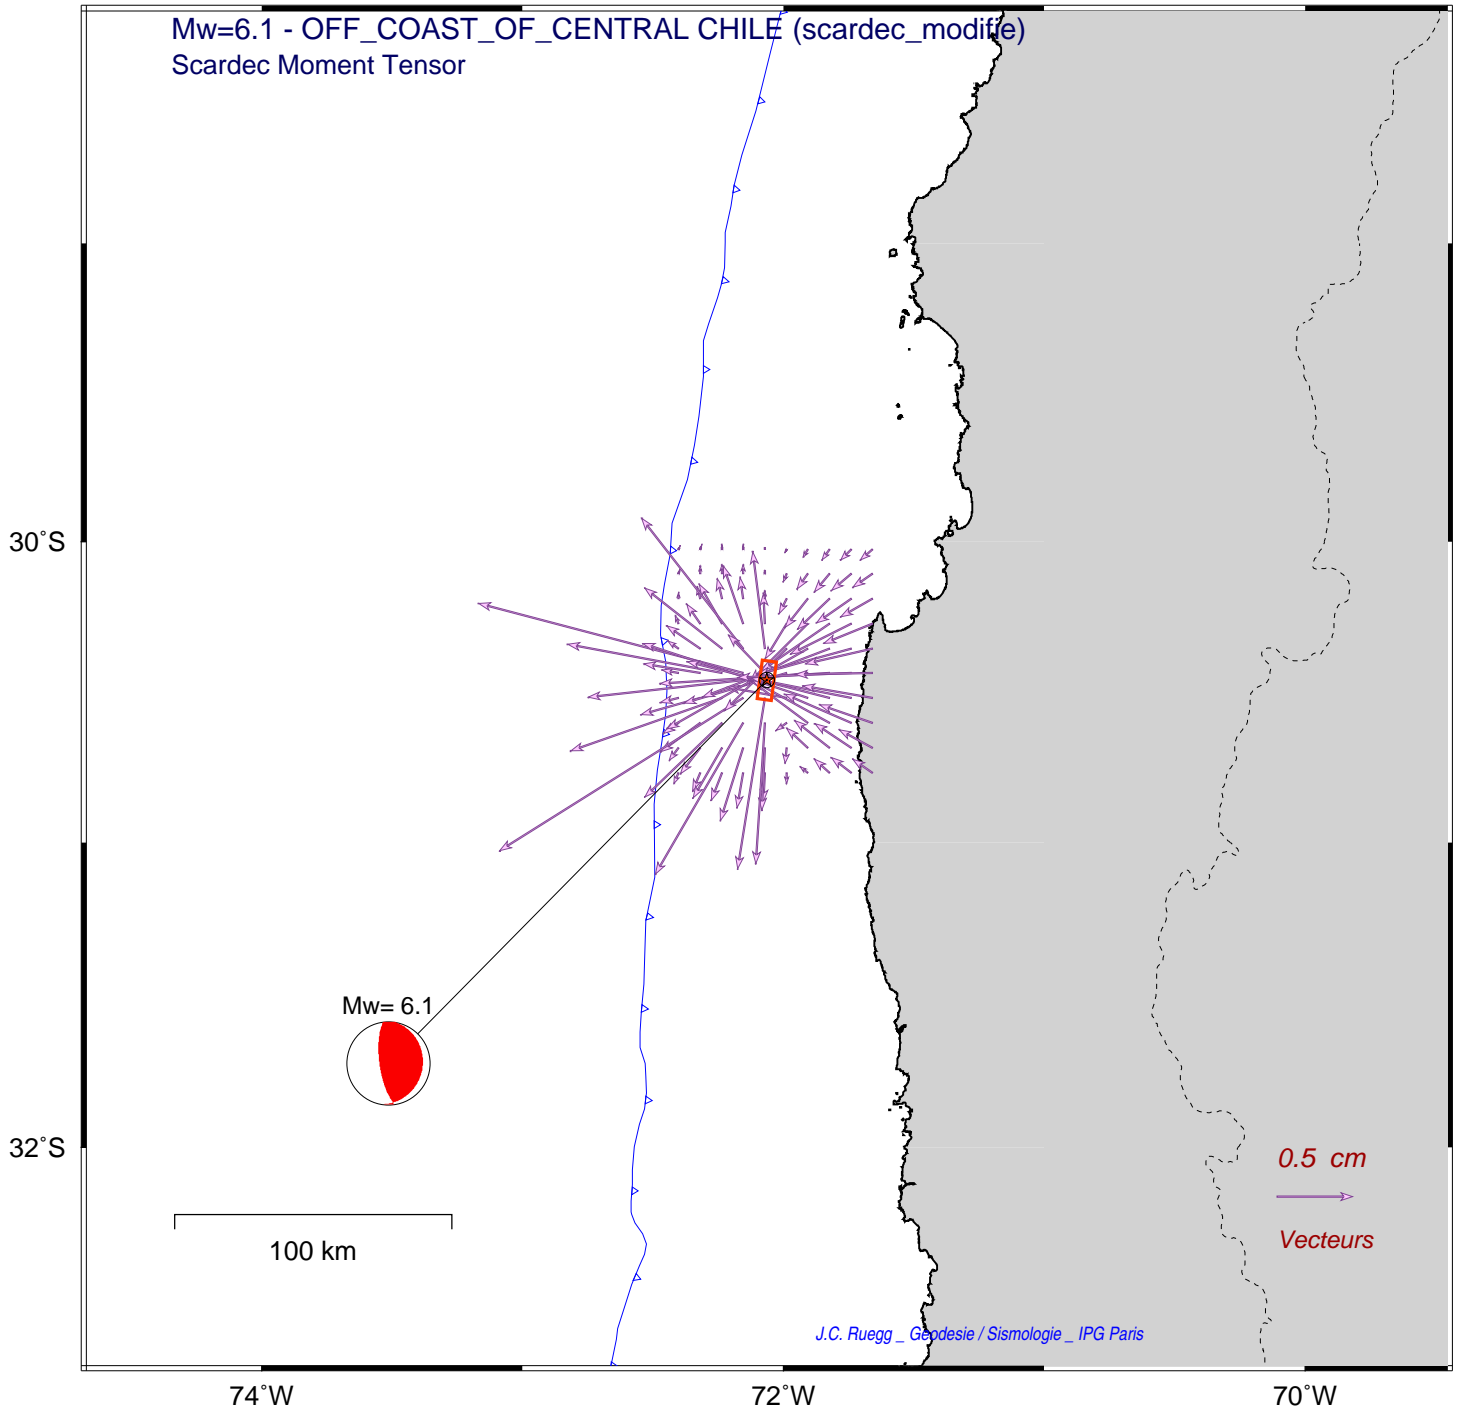 Mw=6.1 - OFF_COAST_OF_CENTRAL CHILE (scardec_modifie)
Scardec Moment Tensor
30˚S
Mw= 6.1
32˚S
0.5 cm
Vecteurs
100 km
J.C. Ruegg _ Géodesie / Sismologie _ IPG Paris
74˚W
72˚W
70˚W